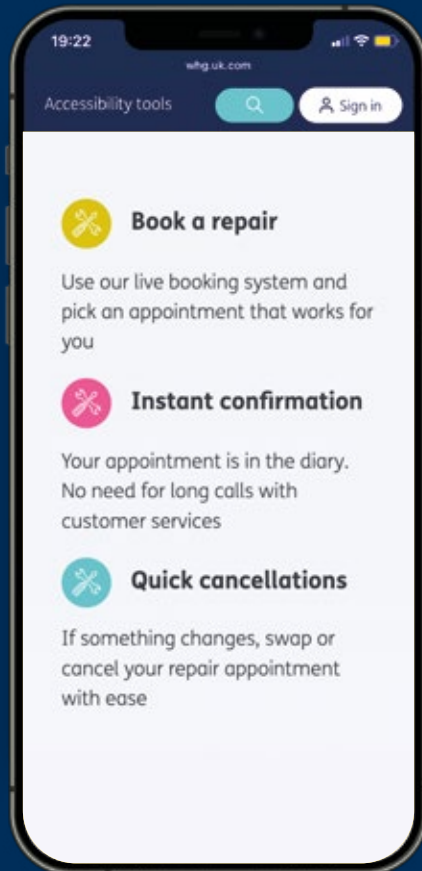 19:22
whg.uk.com
Accessibility tools
Sign in
Book a repair
Use our live booking system and
pick an appointment that works for
you
Instant confirmation
Your appointment is in the diary.
No need for long calls with
customer services
Quick cancellations
If something changes, swap or
cancel your repair appointment
with ease